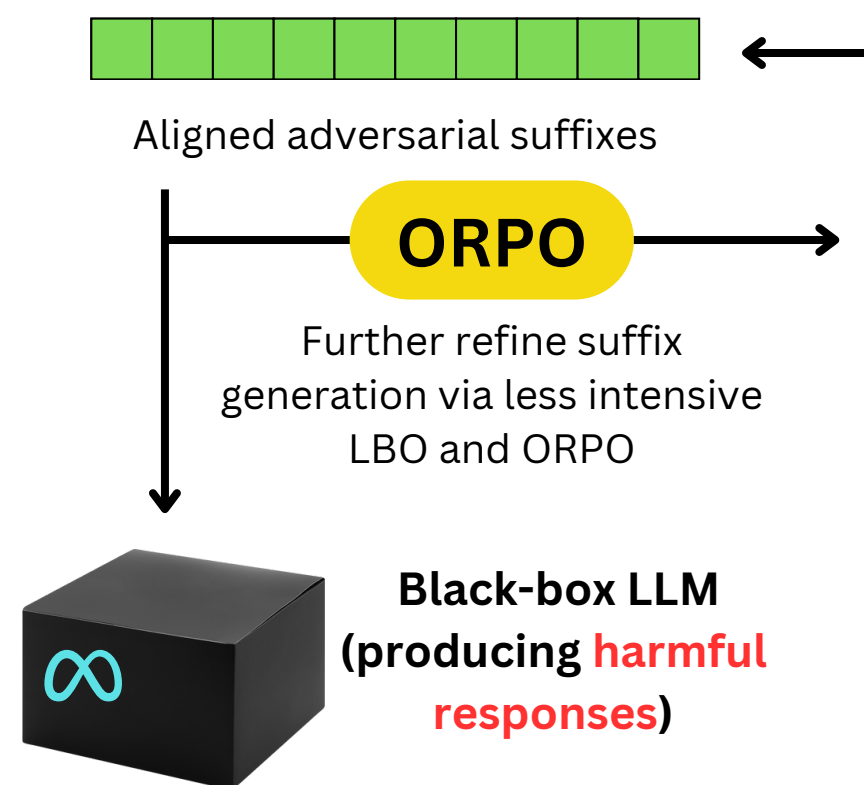 Aligned adversarial suffixes
ORPO
Further refine suffix
generation via less intensive
LBO and ORPO
Black-box LLM
(producing harmful
responses)